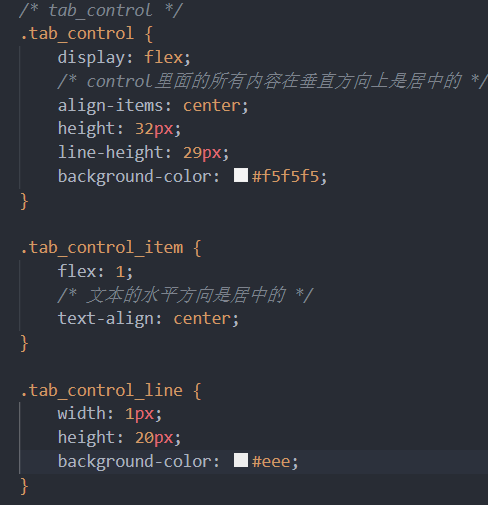 /* tab_control */
.tab_control {
display: flex;
/* control里面的所有内容在垂直方向上是居中的 */
align-items: center;
height: 32px;
line-height: 29px;
background-color: #f5f5f5;
}
.tab_control_item {
flex: 1;
/* 文本的水平方向是居中的 */
text-align: center;
}
.tab_control_line {
width: 1px;
height: 20px;
background-color: #eee;
}